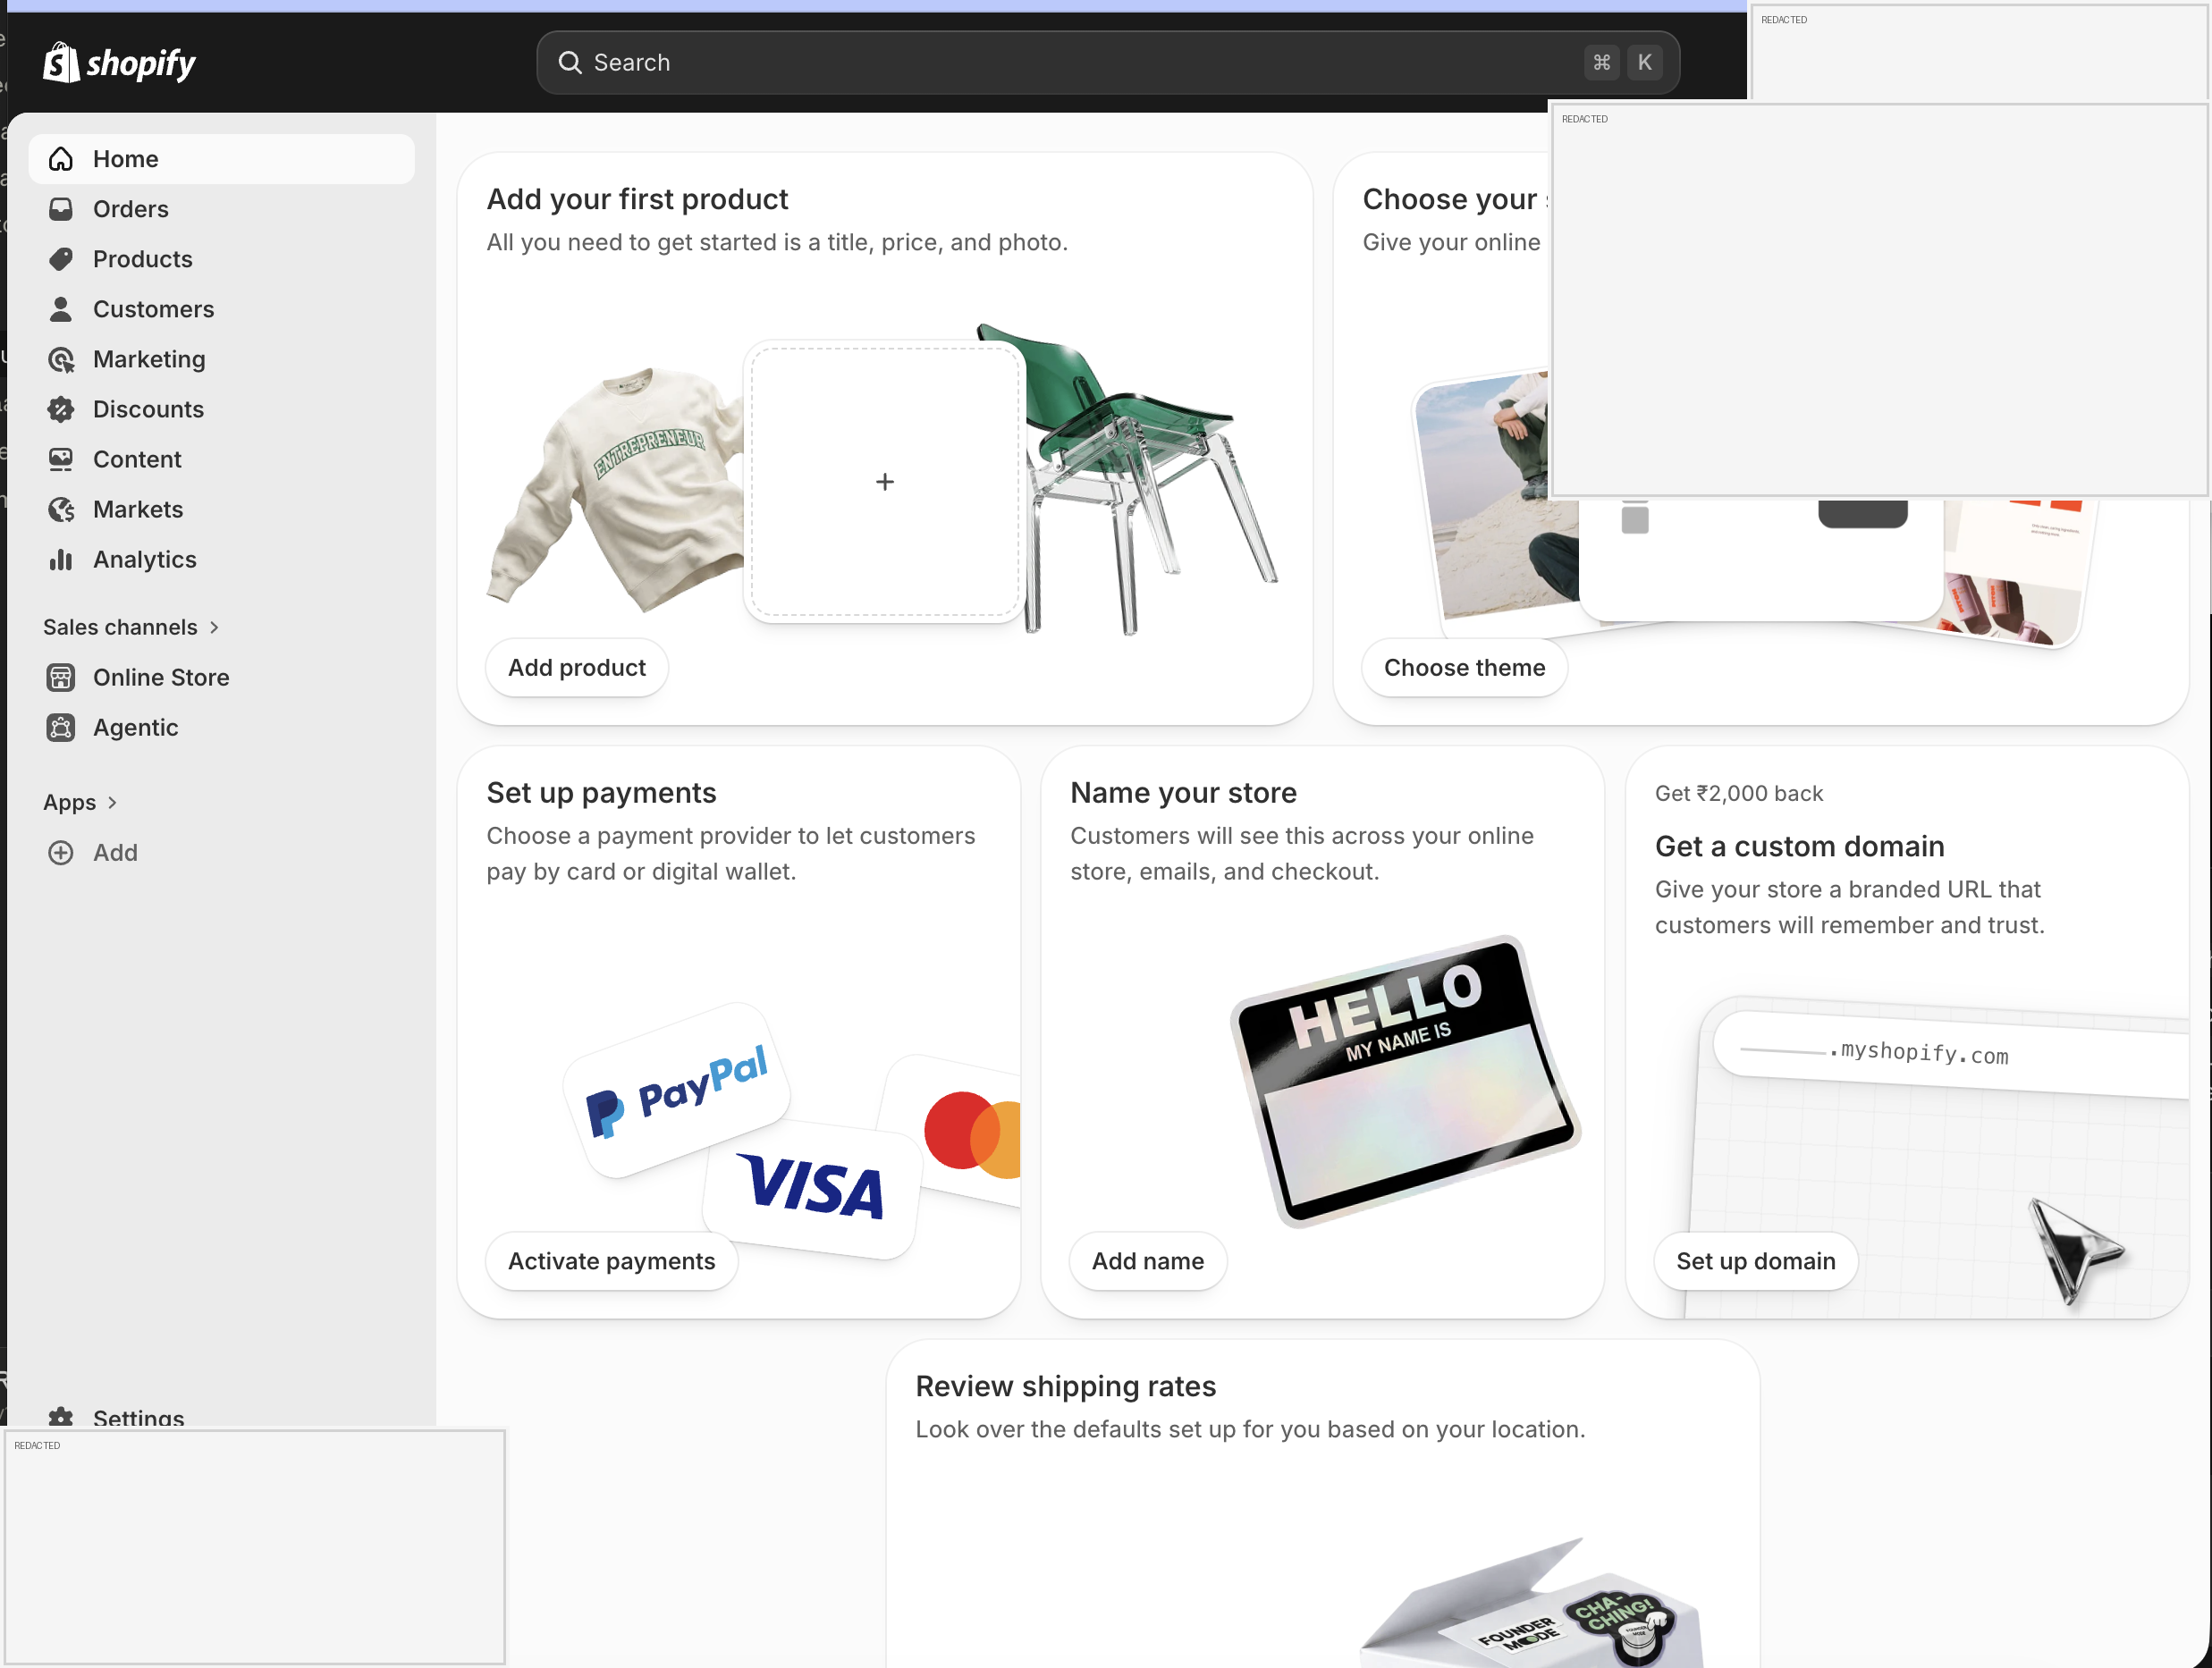 REDACTED
shopify
Search
⌘ K
REDACTED
Home
Orders
Products
Customers
Marketing
Discounts
Content
Markets
Analytics
Sales channels
Online Store
Agentic
Apps
Add
Settings
REDACTED
Add your first product
All you need to get started is a title, price, and photo.
ENTREPRENEUR
+
Add product
Choose your
Give your online
Choose theme
Set up payments
Choose a payment provider to let customers
pay by card or digital wallet.
PayPal
VISA
Activate payments
Name your store
Customers will see this across your online
store, emails, and checkout.
HELLO
MY NAME IS
Add name
Get ₹2,000 back
Get a custom domain
Give your store a branded URL that
customers will remember and trust.
.myshopify.com
Set up domain
Review shipping rates
Look over the defaults set up for you based on your location.
FOUNDER
MODE
CHA-
CHING!